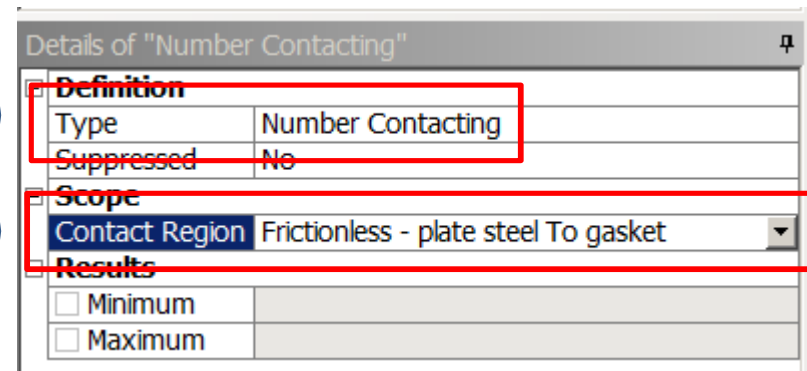 Details of "Number Contacting"
Definition
Type Number Contacting
Suppressed No
Scope
Contact Region Frictionless - plate steel To gasket
Results
Minimum
Maximum